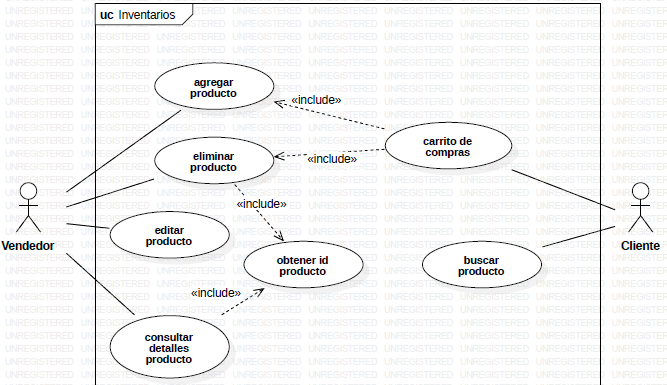 uc Inventarios
agregar
producto
«include»
carrito de
compras
eliminar
producto
«include»
«include»
Vendedor
editar
producto
Cliente
obtener id
producto
buscar
producto
«include»
consultar
detalles
producto
UNREGISTERED